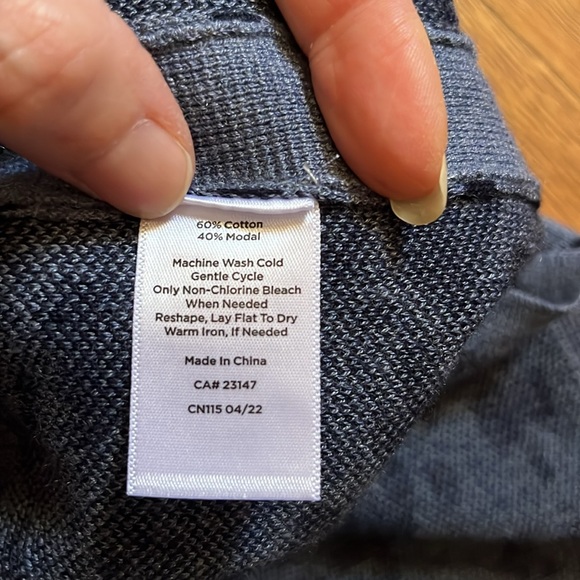 60% Cotton
40% Modal
Machine Wash Cold
Gentle Cycle
Only Non-Chlorine Bleach
When Needed
Reshape, Lay Flat To Dry
Warm Iron, If Needed
Made In China
CA# 23147
CN115 04/22